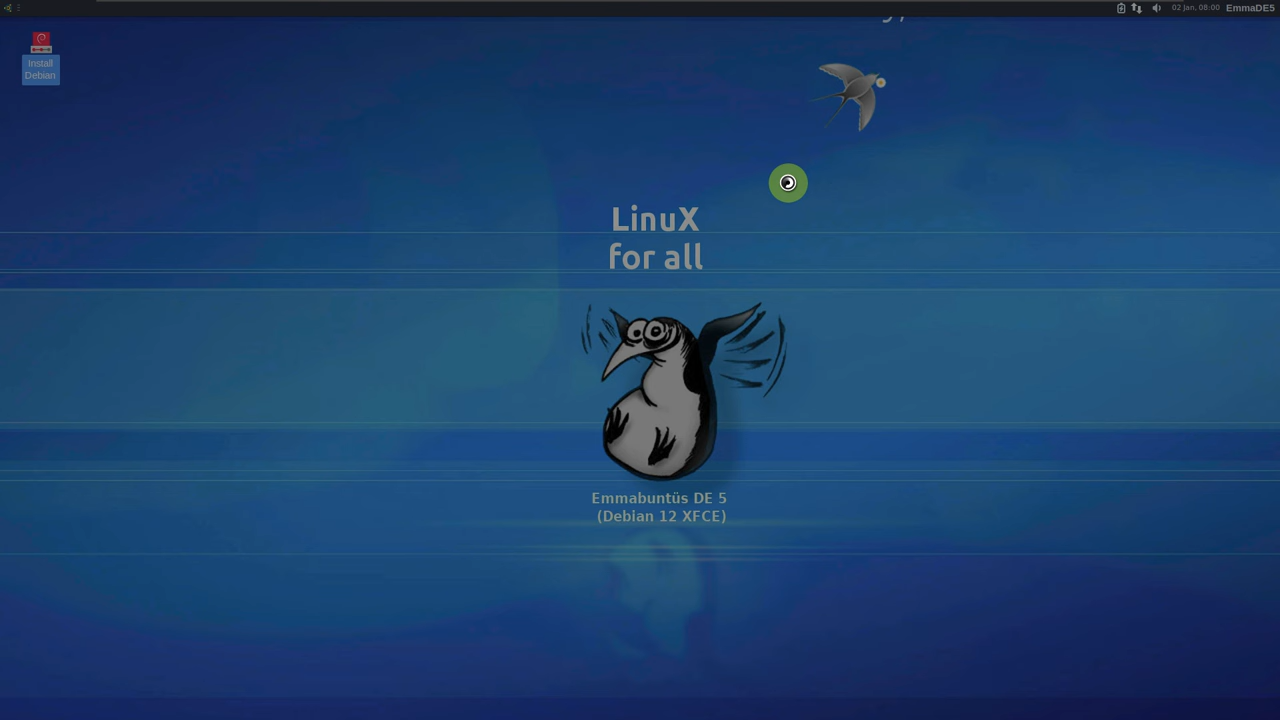 02 Jan, 08:00 EmmaDE5
Install
Debian
LinuX
for all
Emmabuntüs DE 5
(Debian 12 XFCE)